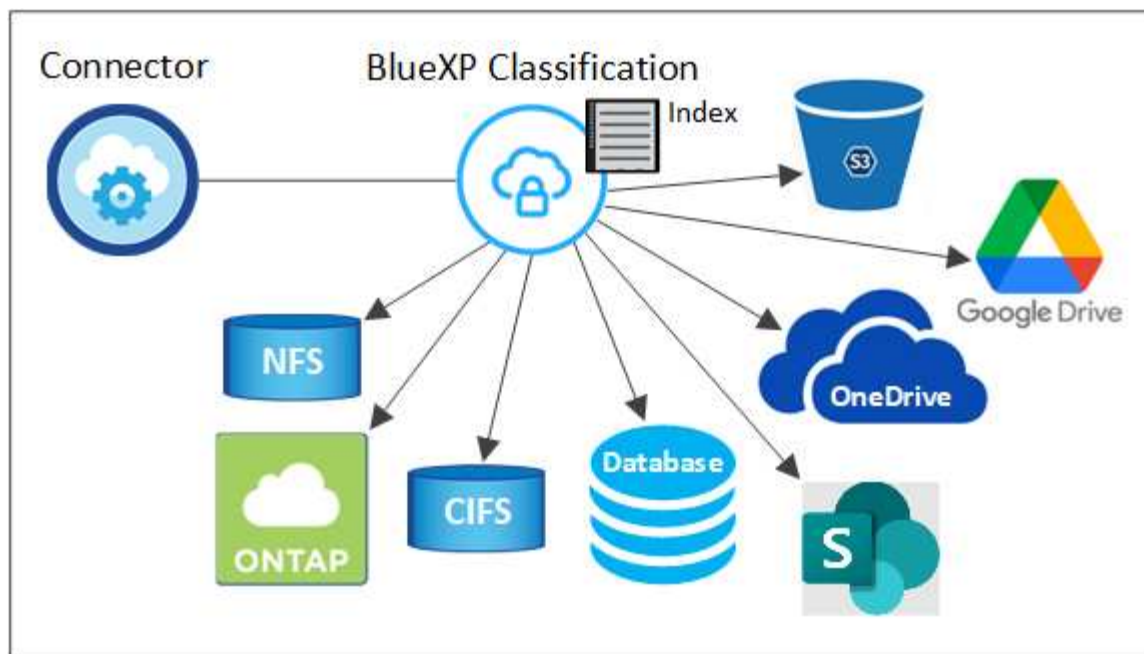 Connector
BlueXP Classification
Index
S3
Google Drive
NFS
OneDrive
Database
ONTAP
CIFS
S